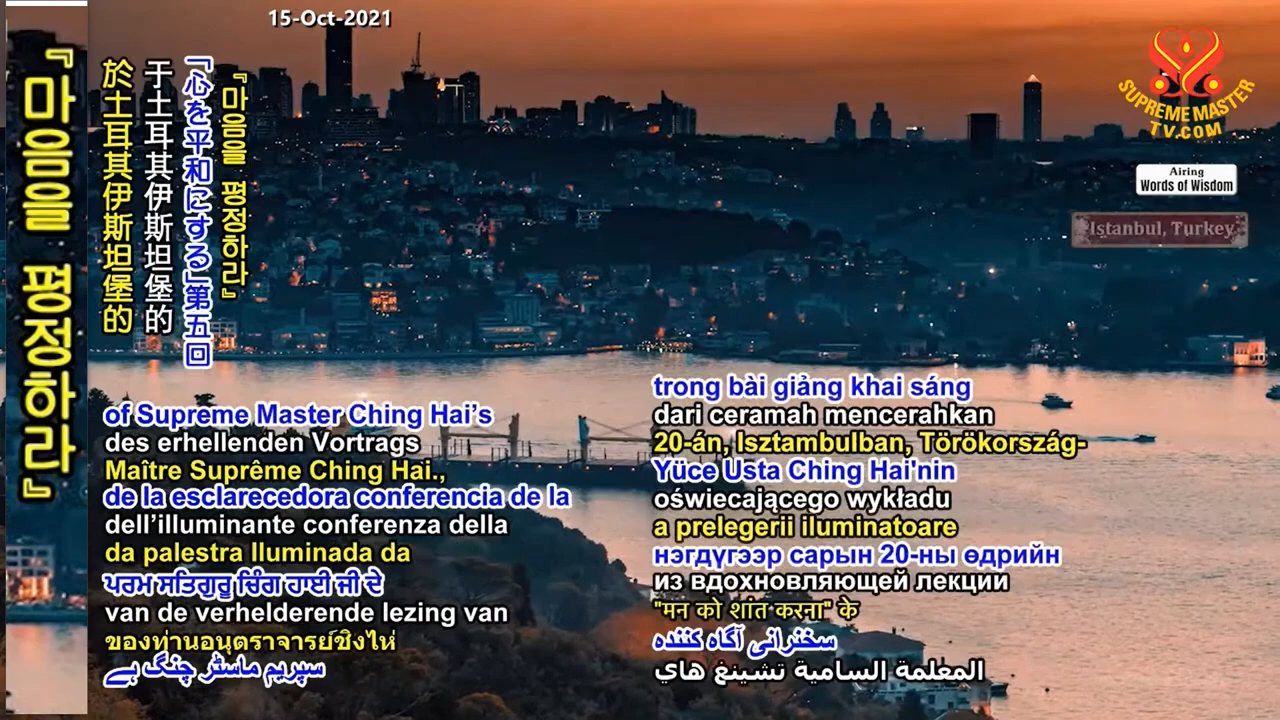 15-Oct-2021
SUPREME MASTER
TV.COM
Airing
Words of Wisdom
Istanbul, Turkey
『마음을 평정하라』
於土耳其伊斯坦堡的
于土耳其伊斯坦堡的
「心を平和にする」第五回
『마음을 평정하라』
of Supreme Master Ching Hai’s
des erhellenden Vortrags
Maître Suprême Ching Hai.,
de la esclarecedora conferencia de la
dell’illuminante conferenza della
da palestra Iluminada da
ਪਰਮ ਸਤਿਗੁਰੂ ਚਿੰਗ ਹਾਈ ਜੀ ਦੇ
van de verhelderende lezing van
ของท่านอนุตราจารย์ชิงไห่
سپریم ماسٹر چنگ ہے
trong bài giảng khai sáng
dari ceramah mencerahkan
20-án, Isztambulban, Törökország-
Yüce Usta Ching Hai'nin
oświecającego wykładu
a prelegerii iluminatoare
нэгдүгээр сарын 20-ны өдрийн
из вдохновляющей лекции
"मन को शांत करना" के
سخنرانی آگاه کننده
المعلمة السامية تشينغ هاي